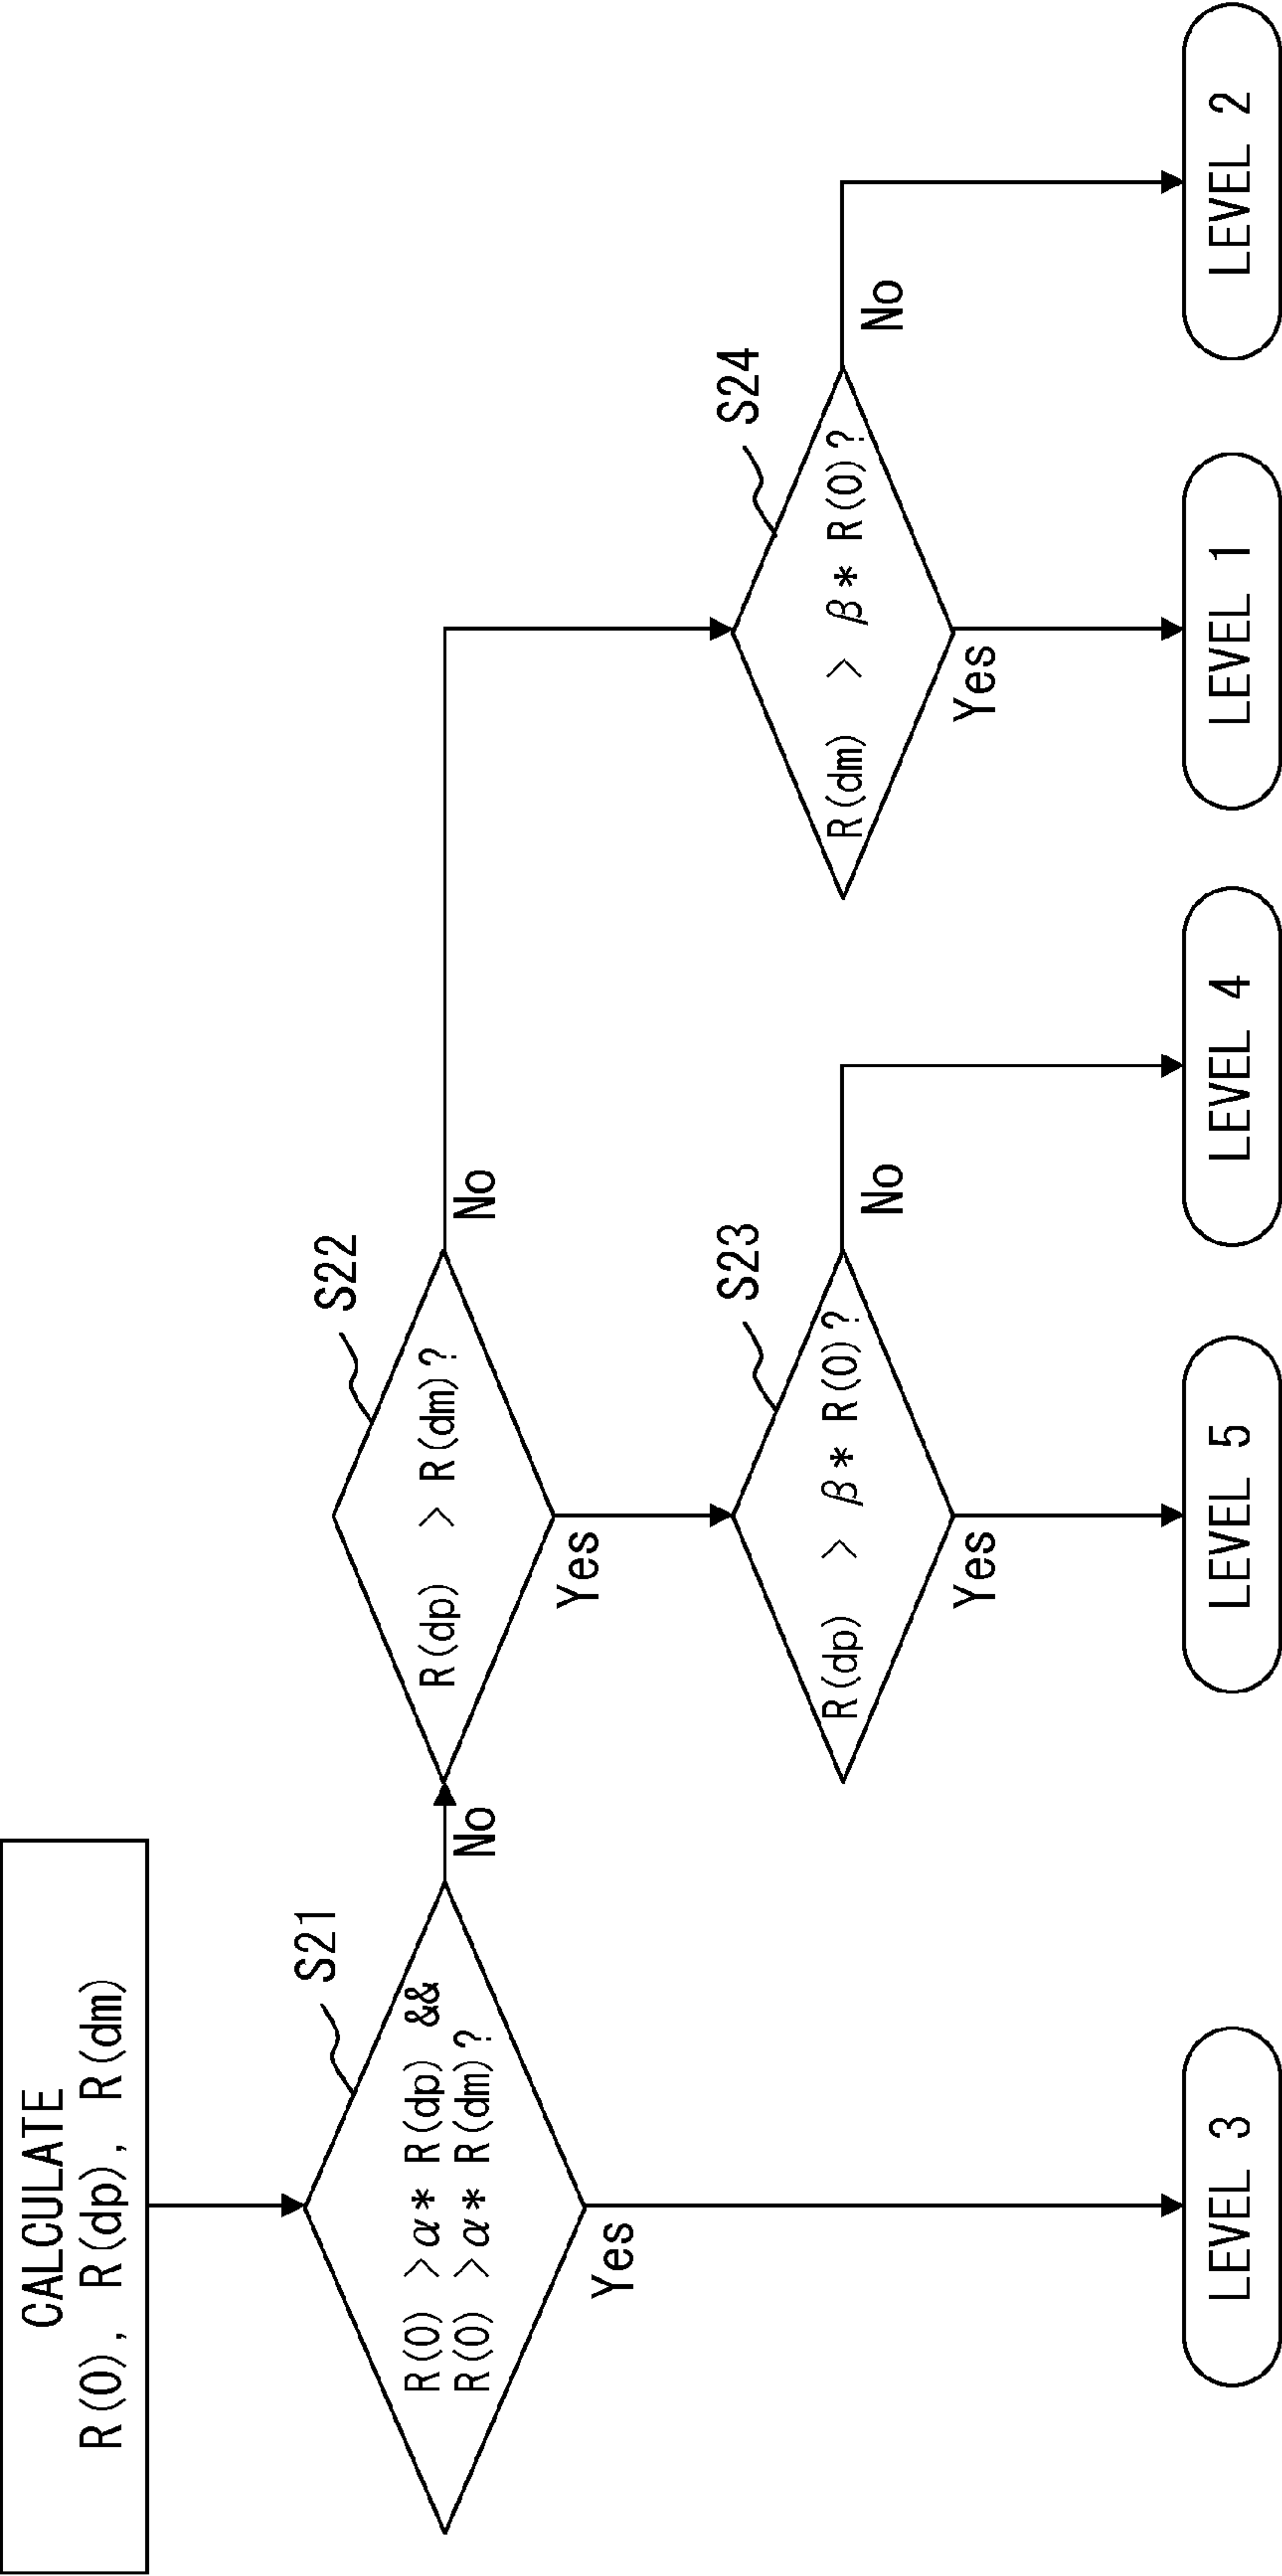 CALCULATE
R(0), R(dp), R(dm)
S21
R(0) >α* R(dp) &&
R(0) >α* R(dm)?
No
Yes
S22
R(dp) > R(dm)?
No
Yes
S23
R(dp) > β* R(0)?
No
Yes
S24
R(dm) > β* R(0)?
No
Yes
LEVEL 3
LEVEL 5
LEVEL 4
LEVEL 1
LEVEL 2